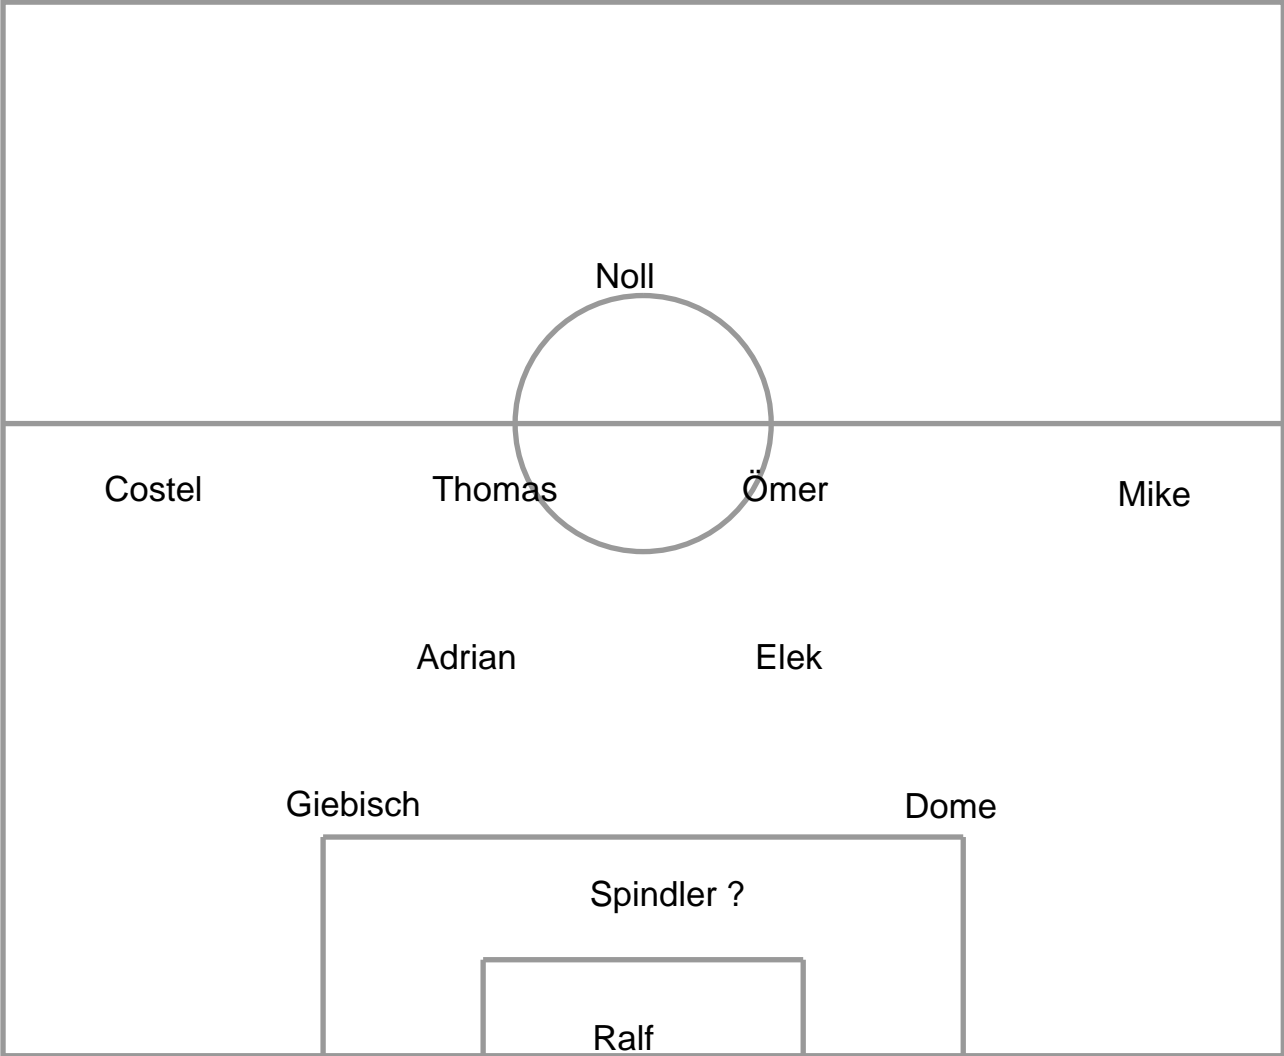 Noll
Costel Thomas Ömer Mike
Adrian Elek
Giebisch Dome
Spindler ?
Ralf